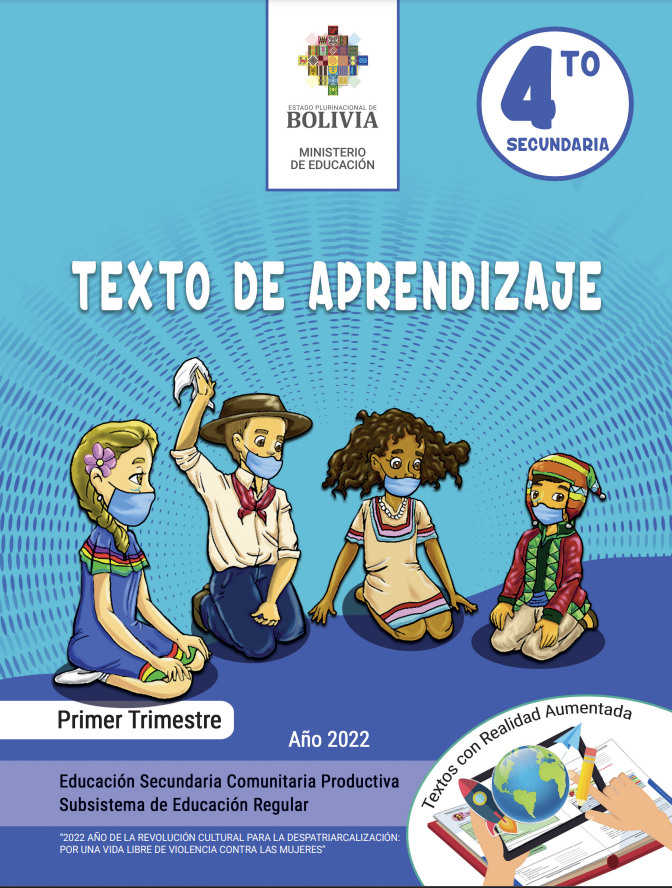 ESTADO PLURINACIONAL DE
BOLIVIA
MINISTERIO
DE EDUCACIÓN
4TO
SECUNDARIA
TEXTO DE APRENDIZAJE
Primer Trimestre
Año 2022
Textos con Realidad Aumentada
Educación Secundaria Comunitaria Productiva
Subsistema de Educación Regular
"2022 AÑO DE LA REVOLUCIÓN CULTURAL PARA LA DESPATRIARCALIZACIÓN:
POR UNA VIDA LIBRE DE VIOLENCIA CONTRA LAS MUJERES"